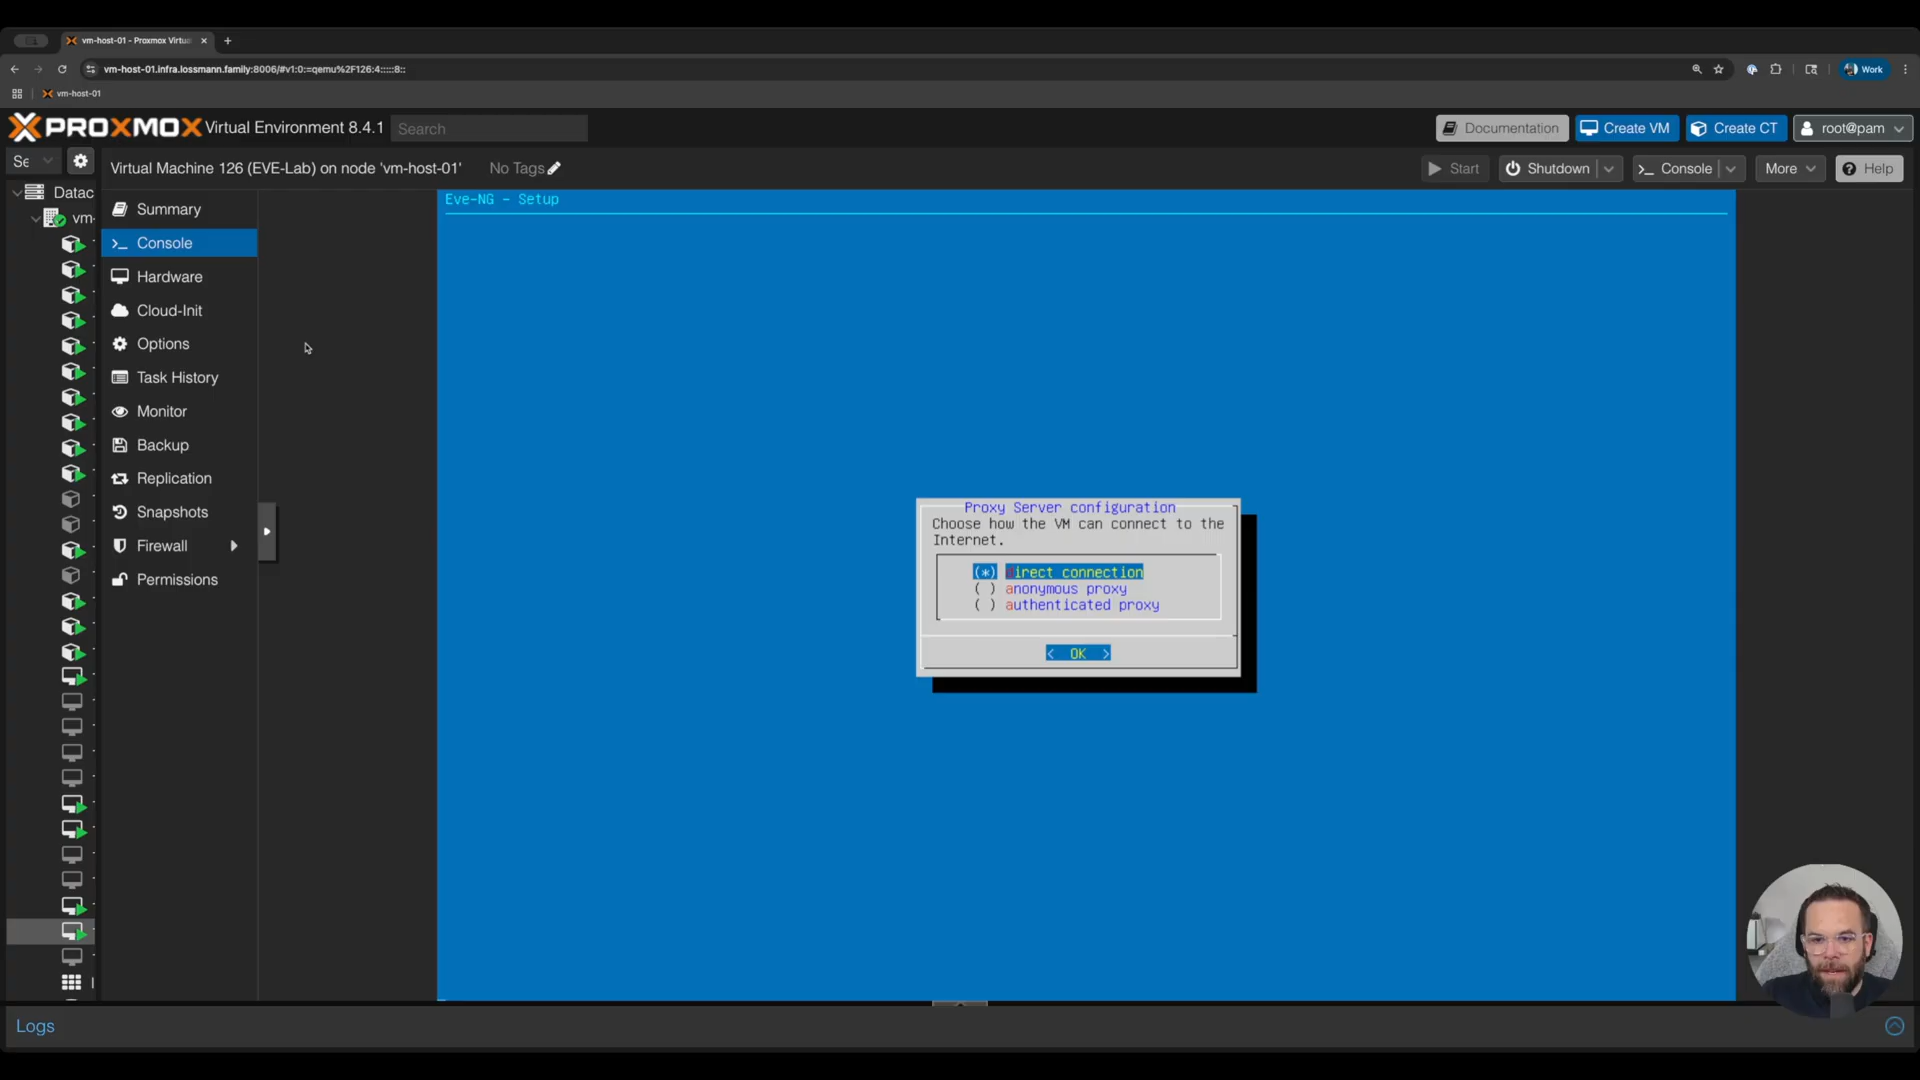 vm-host-01 - Proxmox Virtu
vm-host-01.infra.lossmann.family:8006/#v1:0:=qemu%2F126:4:::::8::
Work
vm-host-01
PROXMOX Virtual Environment 8.4.1
Search
Documentation
Create VM
Create CT
root@pam
Se
Virtual Machine 126 (EVE-Lab) on node 'vm-host-01'
No Tags
Start
Shutdown
Console
More
Help
Datac
vm-
Summary
Console
Hardware
Cloud-Init
Options
Task History
Monitor
Backup
Replication
Snapshots
Firewall
Permissions
Eve-NG - Setup
Proxy Server configuration
Choose how the VM can connect to the
Internet.
(*) direct connection
( ) anonymous proxy
( ) authenticated proxy
< OK >
Logs